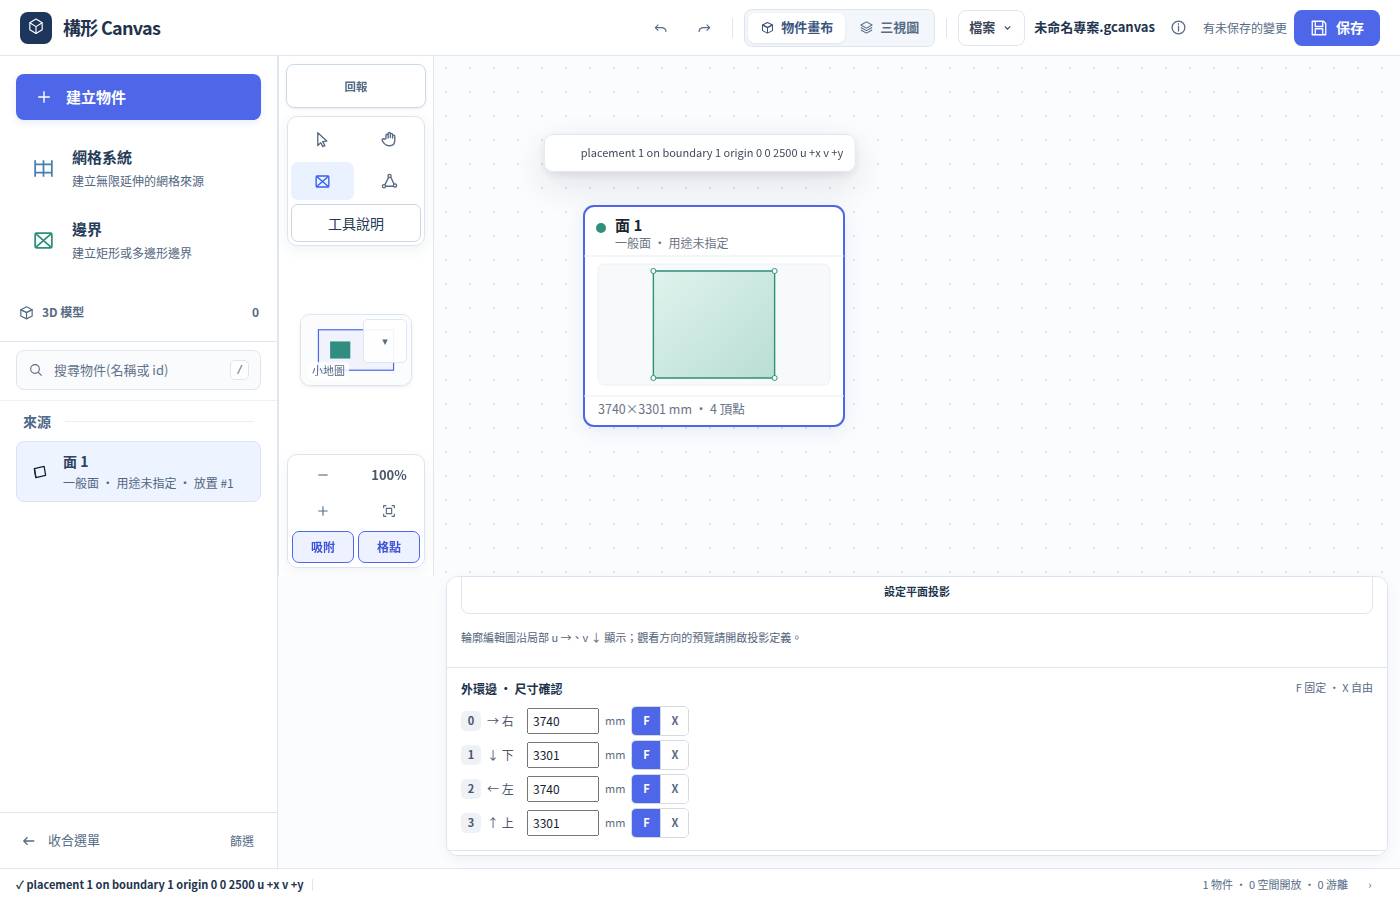 構形 Canvas
物件畫布
三視圖
檔案
未命名專案.gcanvas
有未保存的變更
保存
建立物件
網格系統
建立無限延伸的網格來源
邊界
建立矩形或多邊形邊界
3D 模型
0
搜尋物件(名稱或 id)
/
來源
面 1
一般面 · 用途未指定 · 放置 #1
收合選單
篩選
回報
工具說明
小地圖
▾
− 100%
+
吸附 格點
placement 1 on boundary 1 origin 0 0 2500 u +x v +y
面 1
一般面 · 用途未指定
3740×3301 mm · 4 頂點
設定平面投影
輪廓編輯圖沿局部 u →、v ↓ 顯示；觀看方向的預覽請開啟投影定義。
外環邊 · 尺寸確認
F 固定 · X 自由
0 → 右 3740 mm F X
1 ↓ 下 3301 mm F X
2 ← 左 3740 mm F X
3 ↑ 上 3301 mm F X
✓ placement 1 on boundary 1 origin 0 0 2500 u +x v +y
1 物件 · 0 空間開放 · 0 游離
›